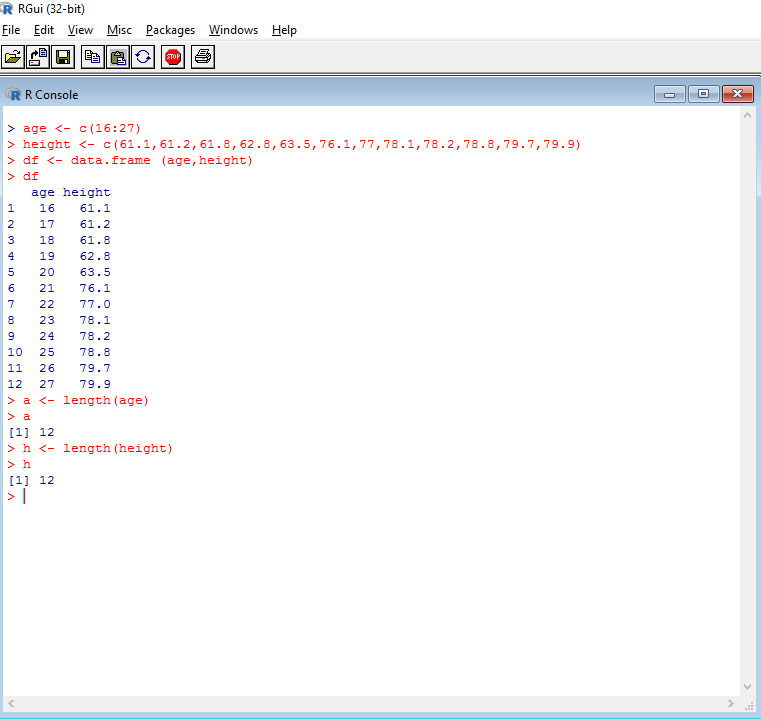 RGui (32-bit)
File Edit View Misc Packages Windows Help
STOP
R Console
> age <- c(16:27)
> height <- c(61.1,61.2,61.8,62.8,63.5,76.1,77,78.1,78.2,78.8,79.7,79.9)
> df <- data.frame (age,height)
> df
   age height
1   16   61.1
2   17   61.2
3   18   61.8
4   19   62.8
5   20   63.5
6   21   76.1
7   22   77.0
8   23   78.1
9   24   78.2
10  25   78.8
11  26   79.7
12  27   79.9
> a <- length(age)
> a
[1] 12
> h <- length(height)
> h
[1] 12
>